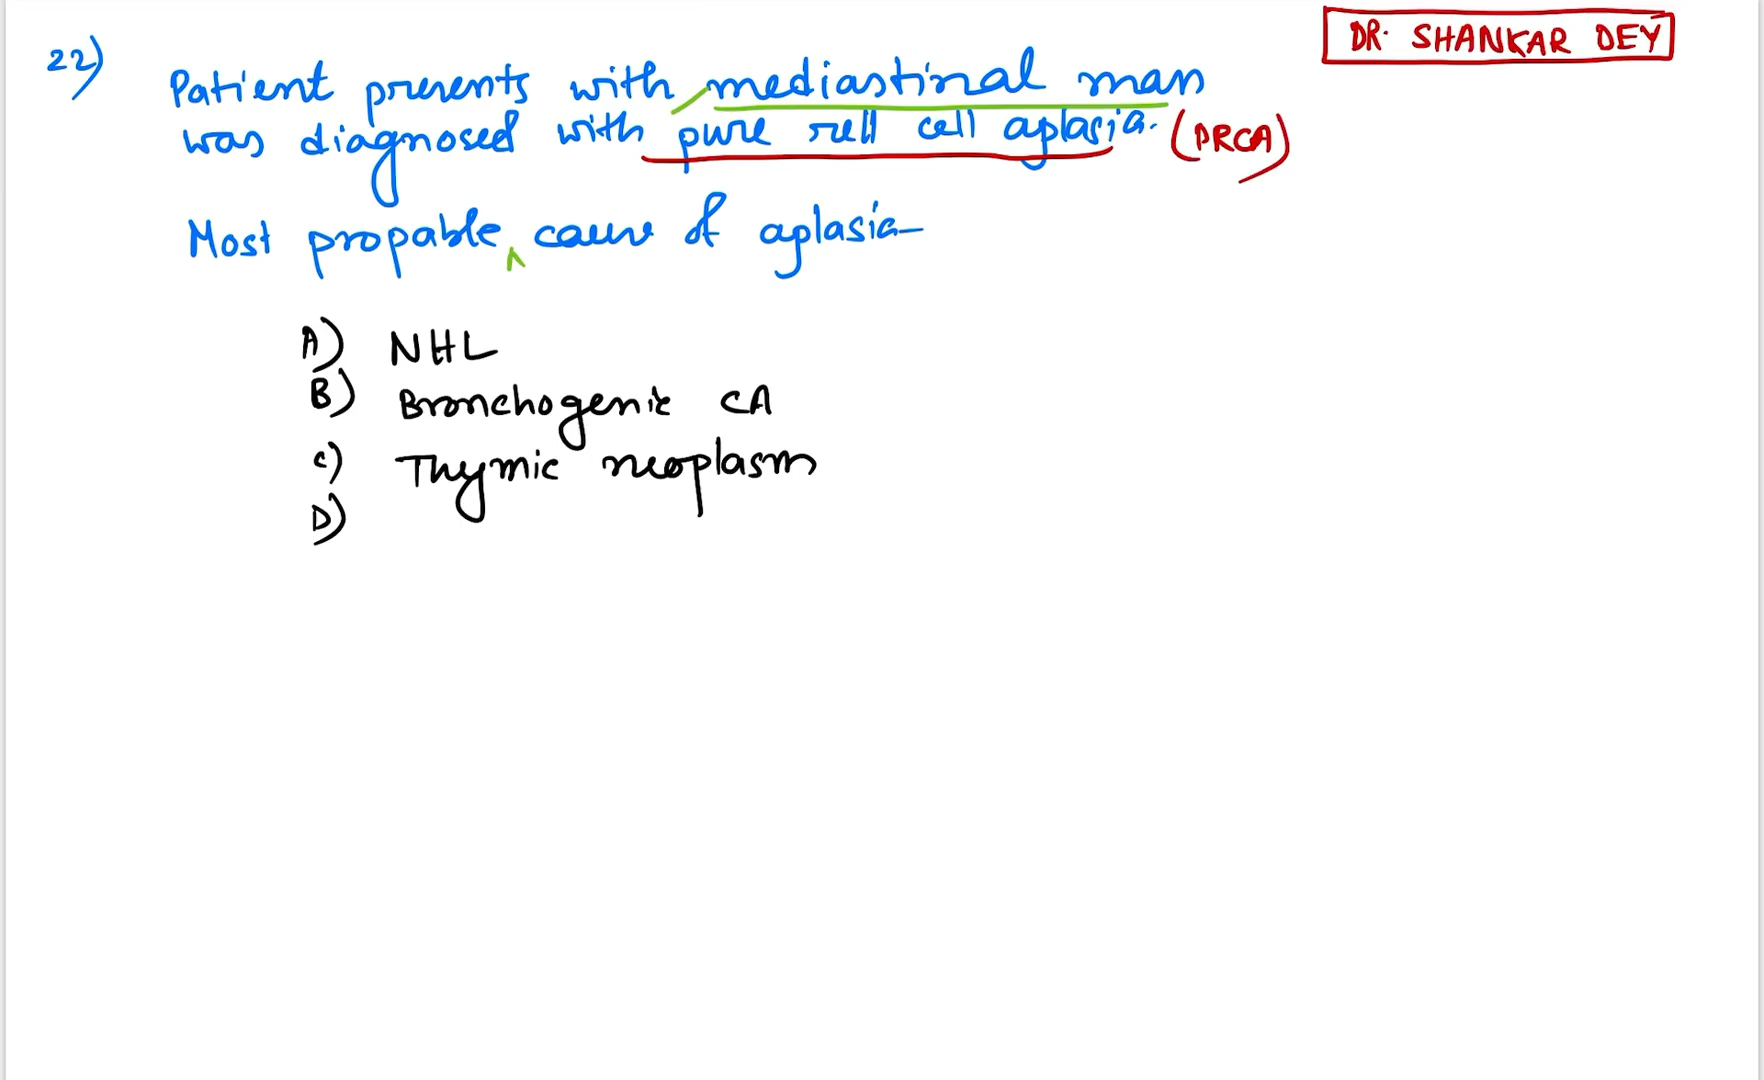 DR. SHANKAR DEY
22)
Patient presents with mediastinal mass
was diagnosed with pure rell cell aplasia. (PRCA)
Most propable cause of aplasia-
A) NHL
B) Bronchogenic CA
C) Thymic neoplasm
D)